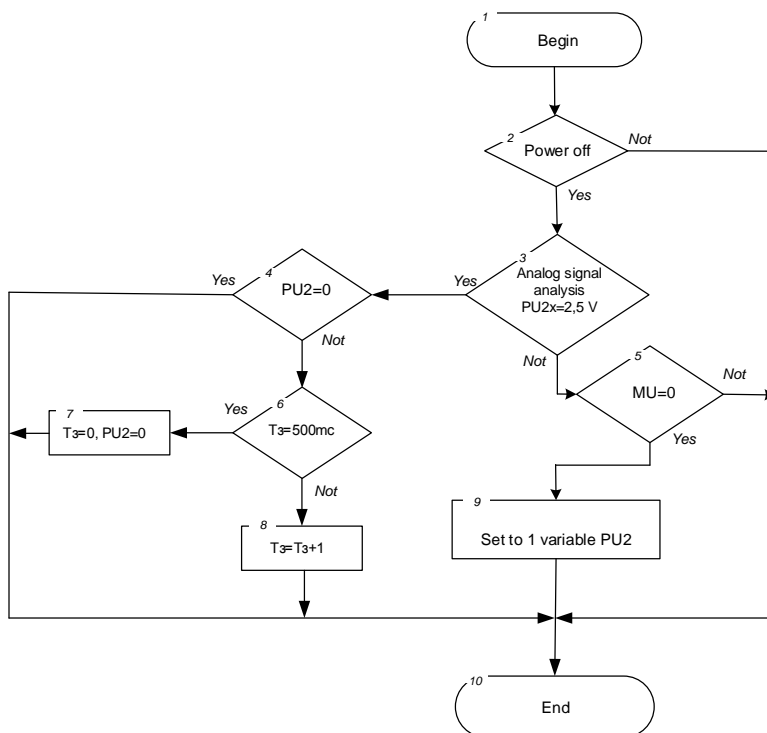 1
Begin
2
Power off
Not
Yes
3
Analog signal
analysis
PU2x=2,5 V
Yes
Not
4
PU2=0
Yes
Not
5
MU=0
Not
Yes
6
T3=500mc
Yes
Not
7
T3=0, PU2=0
8
T3=T3+1
9
Set to 1 variable PU2
10
End